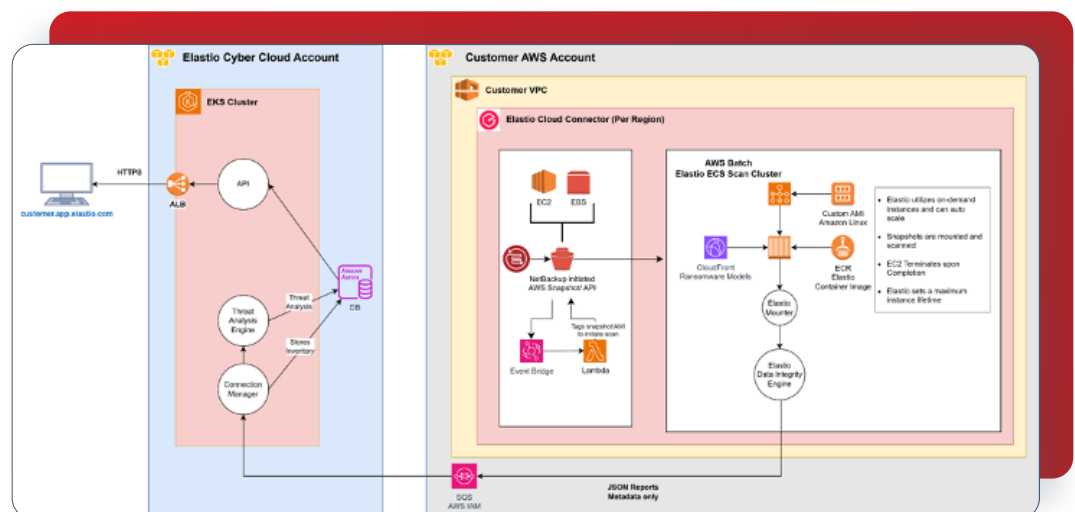 Elastio Cyber Cloud Account
EKS Cluster
HTTPS
customer.app.elastio.com
ALB
API
Amazon
Aurora
DB
Threat
Analysis
Threat
Analysis
Engine
Stores
Inventory
Connection
Manager
Customer AWS Account
Customer VPC
Elastio Cloud Connector (Per Region)
EC2
EBS
NetBackup Initiated
AWS Snapshot/ API
Tags snapshot/AMI
to initiate scan
Event Bridge
Lambda
AWS Batch
Elastio ECS Scan Cluster
Custom AMI
Amazon Linux
CloudFront
Ransomware Models
ECR
Elastio
Container Image
Elastio
Mounter
Elastio
Data Integrity
Engine
• Elastio utilizes on-demand
instances and can auto
scale
• Snapshots are mounted and
scanned
• EC2 Terminates upon
Completion
• Elastio sets a maximum
instance lifetime
SQS
AWS IAM
JSON Reports
Metadata only